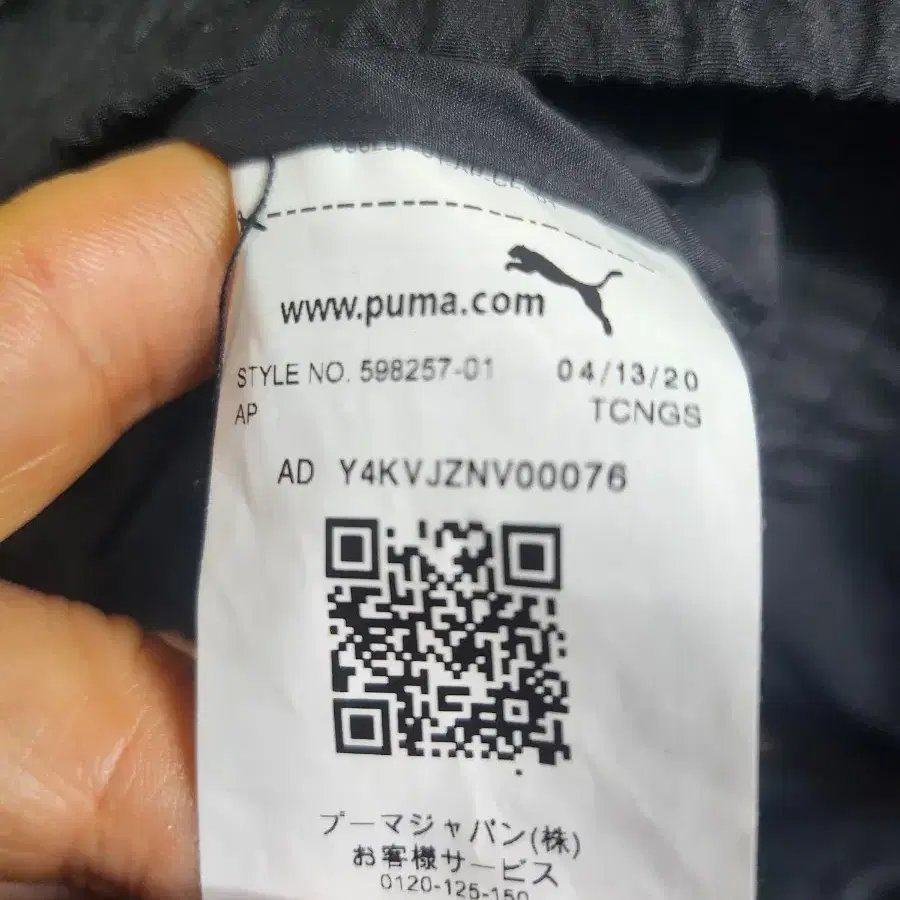 www.puma.com
STYLE NO. 598257-01 04/13/20
AP TCNGS
AD Y4KVJZNV00076
プーマジャパン(株)
お客様サービス
0120-125-150